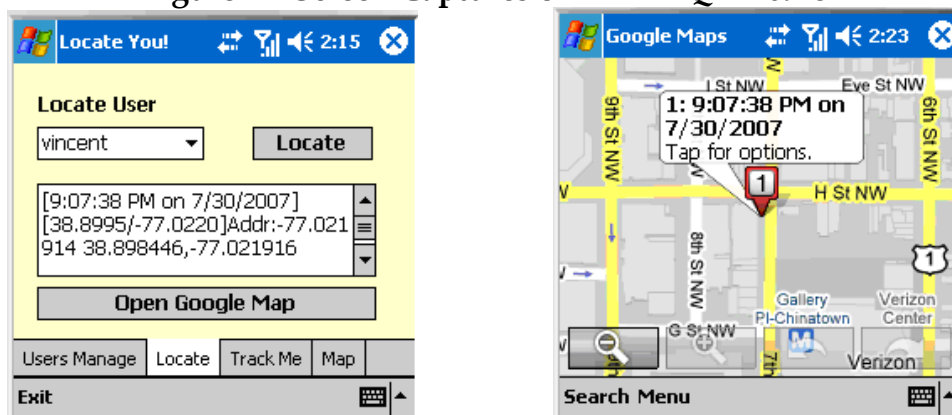 Locate You! 2:15
Locate User
vincent
Locate
[9:07:38 PM on 7/30/2007]
[38.8995/-77.0220]Addr:-77.021
914 38.898446,-77.021916
Open Google Map
Users Manage Locate Track Me Map
Exit
Google Maps 2:23
I St NW
Eye St NW
9th St NW
6th St NW
1: 9:07:38 PM on
7/30/2007
Tap for options.
1
H St NW
8th St NW
1
Gallery
Pl-Chinatown
Verizon
Center
G St NW
M
7th
Verizon
Search Menu